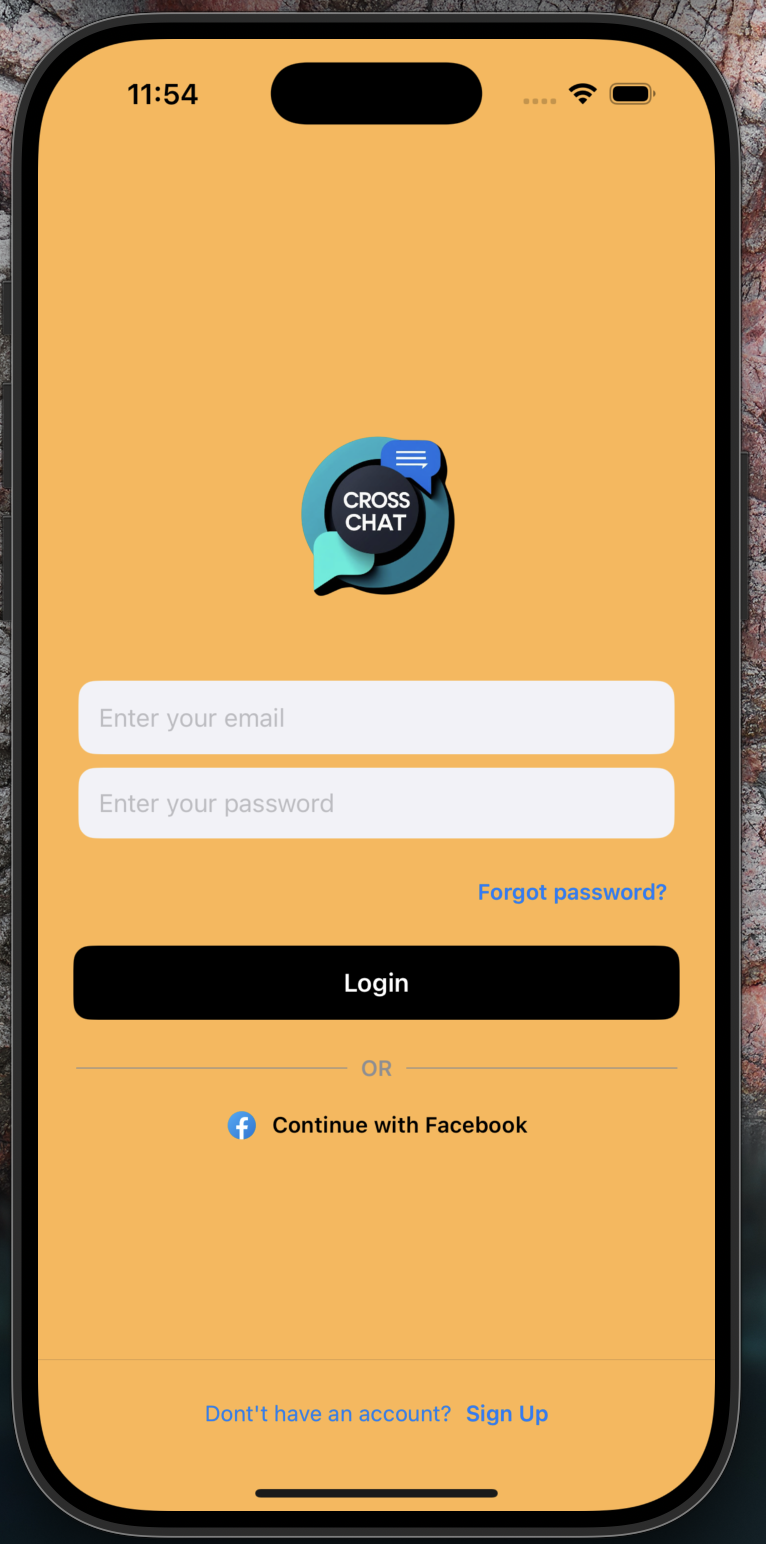 11:54
CROSS
CHAT
Enter your email
Enter your password
Forgot password?
Login
OR
Continue with Facebook
Dont't have an account? Sign Up